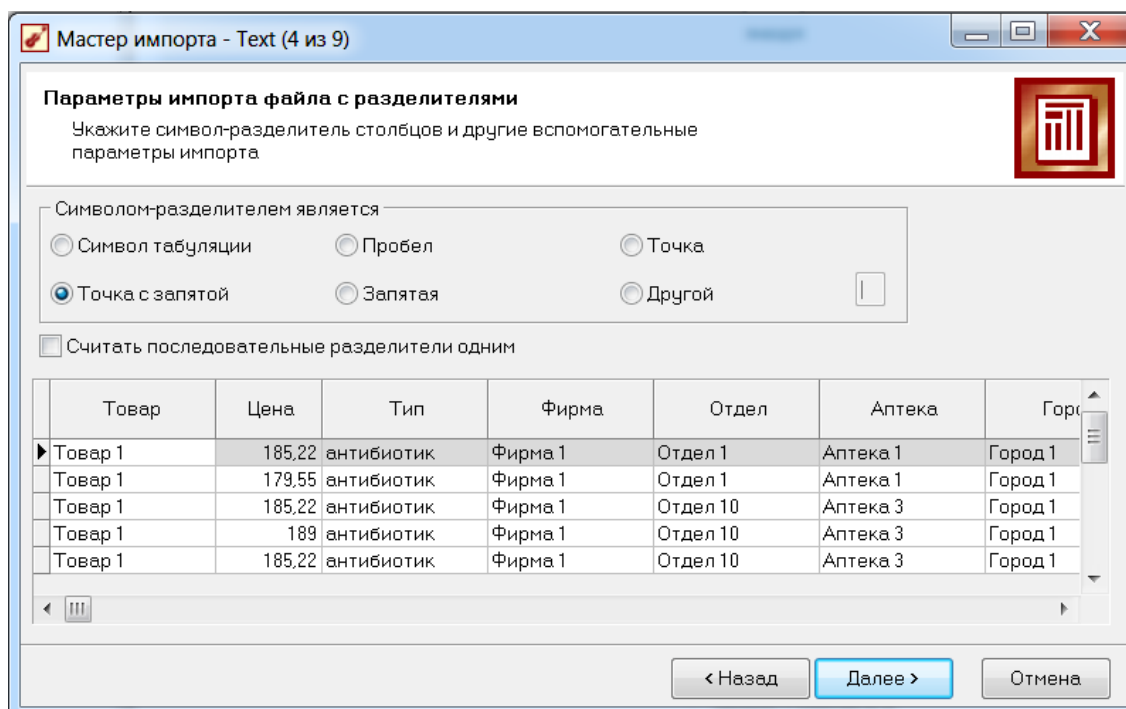 Мастер импорта - Text (4 из 9)
Параметры импорта файла с разделителями
Укажите символ-разделитель столбцов и другие вспомогательные
параметры импорта
Символом-разделителем является
Символ табуляции Пробел Точка
Точка с запятой Запятая Другой
Считать последовательные разделители одним
Товар Цена Тип Фирма Отдел Аптека
Товар 1 185,22 антибиотик Фирма 1 Отдел 1 Аптека 1 Город 1
Товар 1 179,55 антибиотик Фирма 1 Отдел 1 Аптека 1 Город 1
Товар 1 185,22 антибиотик Фирма 1 Отдел 10 Аптека 3 Город 1
Товар 1 189 антибиотик Фирма 1 Отдел 10 Аптека 3 Город 1
Товар 1 185,22 антибиотик Фирма 1 Отдел 10 Аптека 3 Город 1
< Назад Далее > Отмена